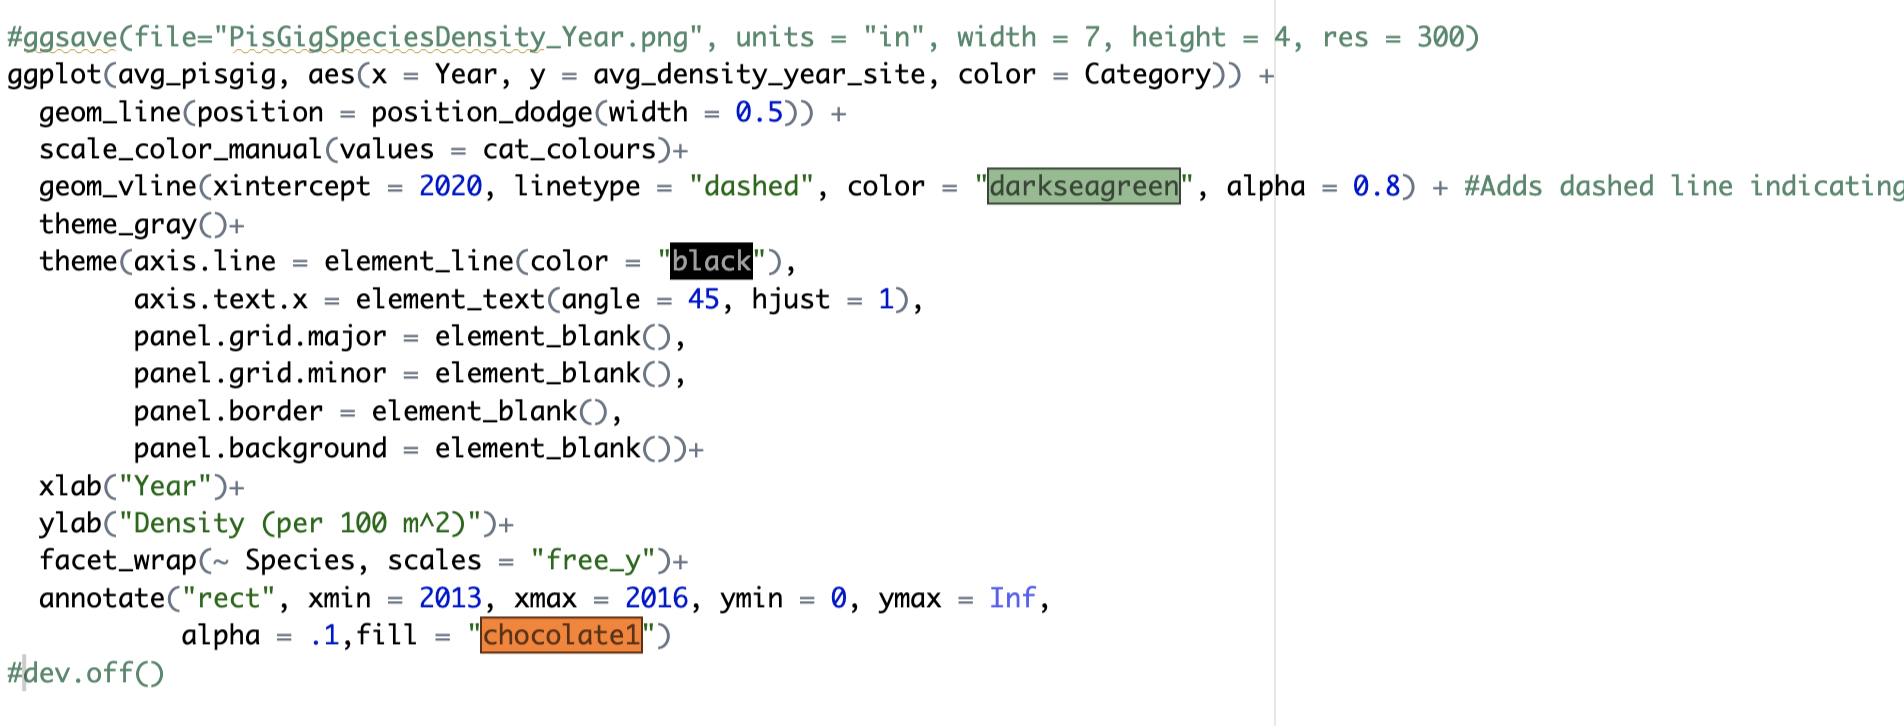 #ggsave(file="PisGigSpeciesDensity_Year.png", units = "in", width = 7, height = 4, res = 300)
ggplot(avg_pisgig, aes(x = Year, y = avg_density_year_site, color = Category)) +
  geom_line(position = position_dodge(width = 0.5)) +
  scale_color_manual(values = cat_colours)+
  geom_vline(xintercept = 2020, linetype = "dashed", color = "darkseagreen", alpha = 0.8) + #Adds dashed line indicating
  theme_gray()+
  theme(axis.line = element_line(color = "black"),
        axis.text.x = element_text(angle = 45, hjust = 1),
        panel.grid.major = element_blank(),
        panel.grid.minor = element_blank(),
        panel.border = element_blank(),
        panel.background = element_blank())+
  xlab("Year")+
  ylab("Density (per 100 m^2)")+
  facet_wrap(~ Species, scales = "free_y")+
  annotate("rect", xmin = 2013, xmax = 2016, ymin = 0, ymax = Inf,
           alpha = .1,fill = "chocolate1")
#dev.off()